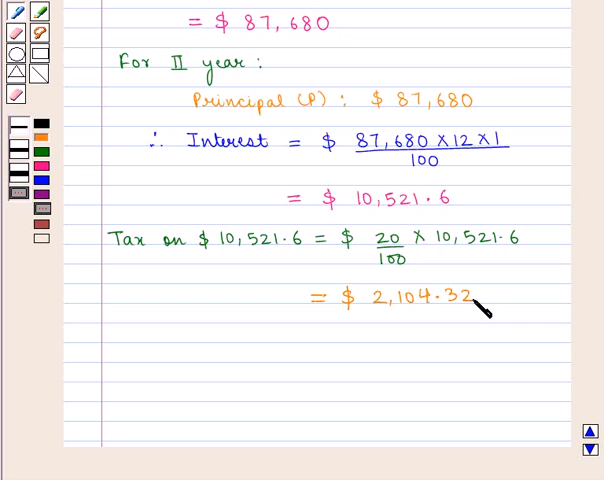 = $ 87,680
For II year :
Principal (P) : $ 87,680
∴ Interest = $ 87,680 × 12 × 1
100
= $ 10,521.6
Tax on $ 10,521.6 = $ 20/100 × 10,521.6
= $ 2,104.32